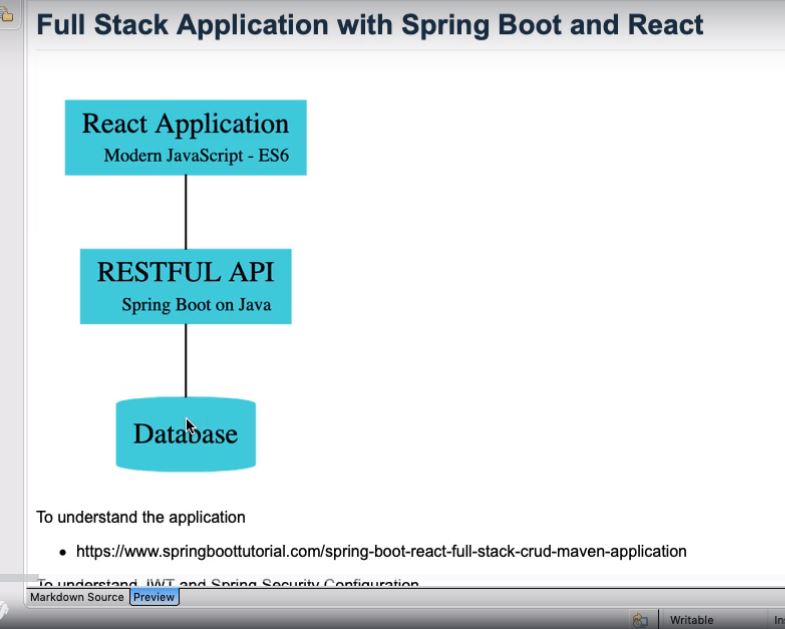 Full Stack Application with Spring Boot and React
React Application
Modern JavaScript - ES6
RESTFUL API
Spring Boot on Java
Database
To understand the application
• https://www.springboottutorial.com/spring-boot-react-full-stack-crud-maven-application
To understand JWT and Spring Security Configuration
Markdown Source Preview
Writable